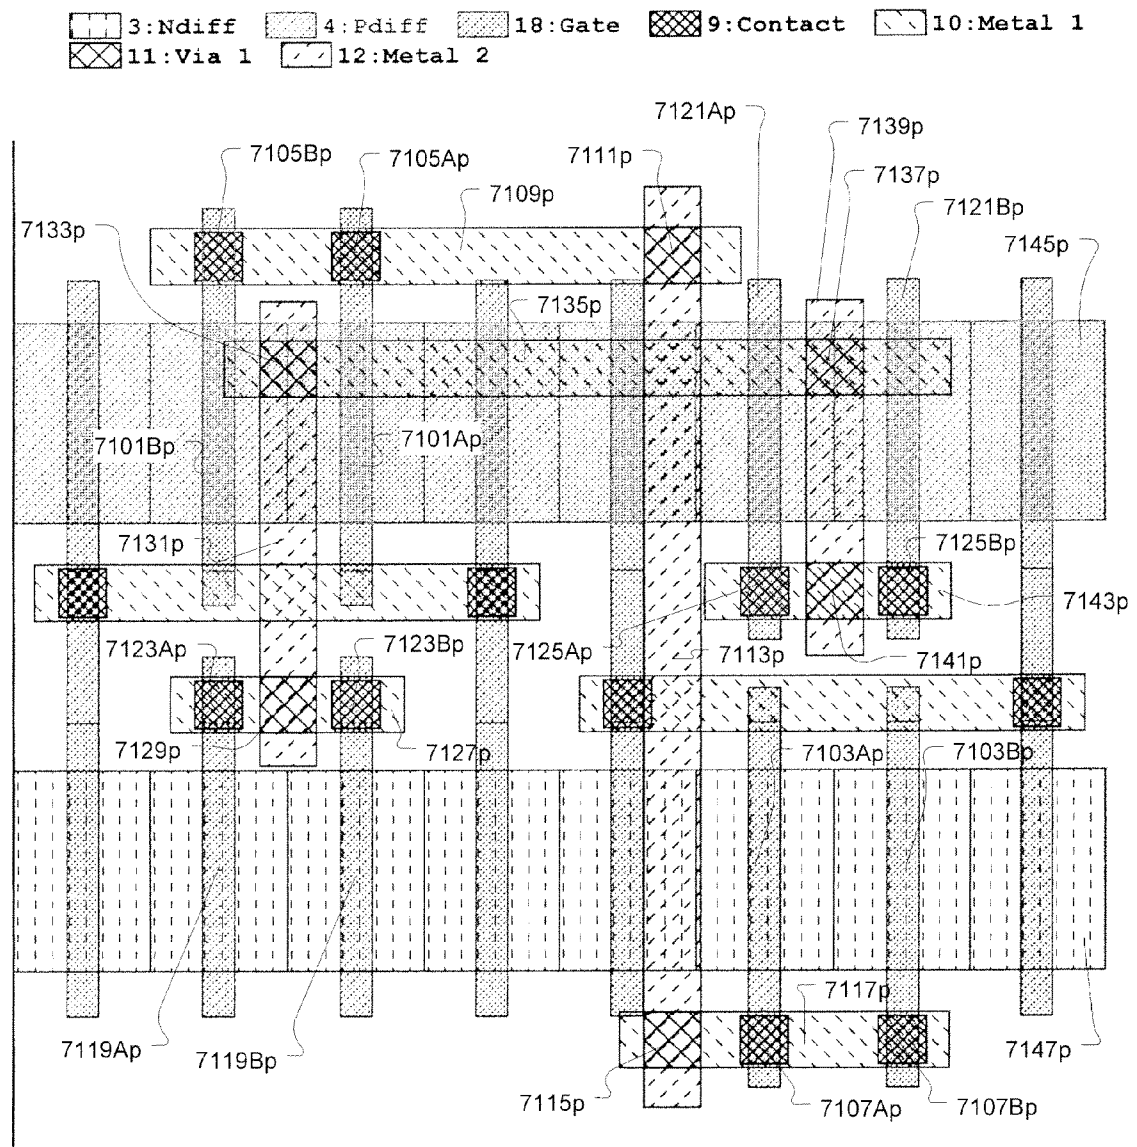 3:Ndiff 4:Pdiff 18:Gate 9:Contact 10:Metal 1
11:Via 1 12:Metal 2
7121Ap
7139p
7105Bp
7105Ap
7111p
7137p
7109p
7121Bp
7133p
7145p
7135p
7101Bp
7101Ap
7131p
7125Bp
7143p
7123Ap
7123Bp
7125Ap
7113p
7141p
7129p
7127p
7103Ap
7103Bp
7117p
7119Ap
7119Bp
7147p
7115p
7107Ap
7107Bp